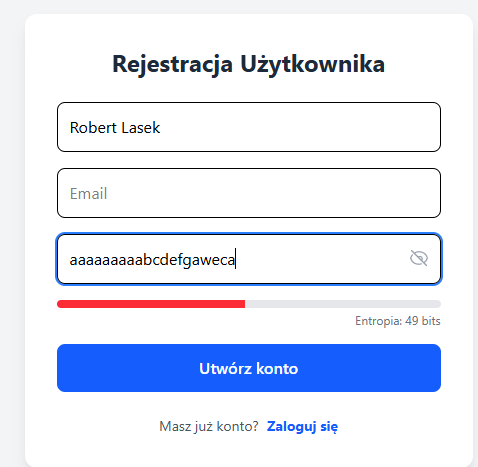 Rejestracja Użytkownika
Robert Lasek
Email
aaaaaaaaabcdefgaweca
Entropia: 49 bits
Utwórz konto
Masz już konto? Zaloguj się